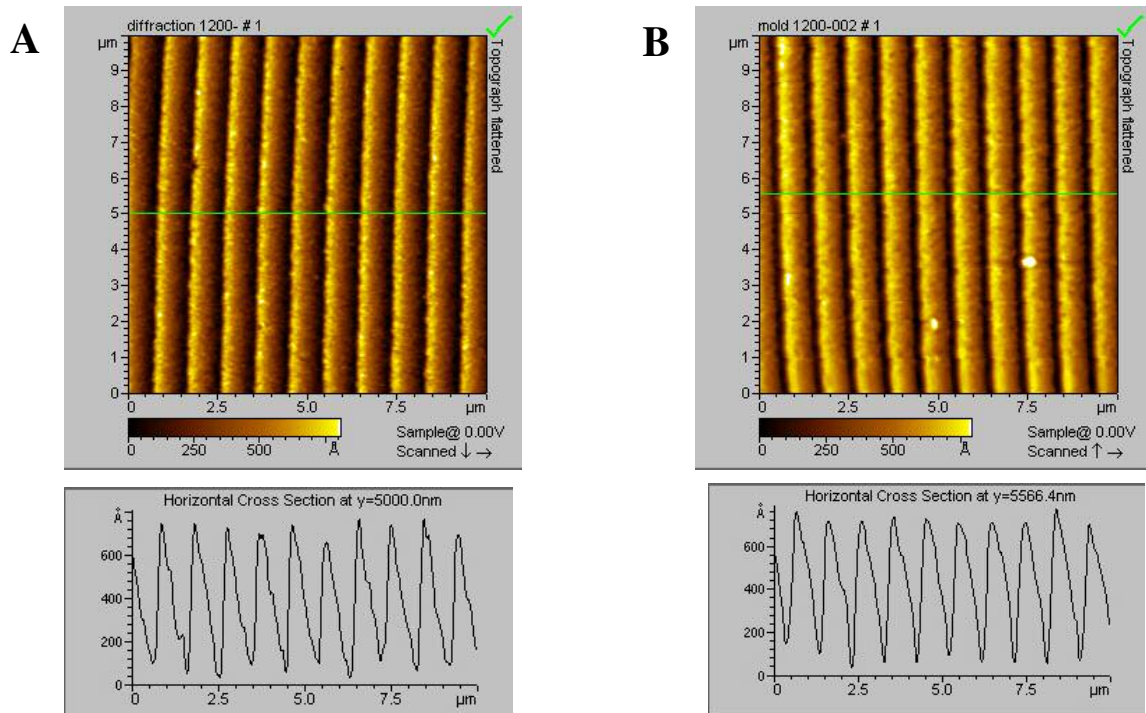 A
diffraction 1200- # 1
µm
9
8
7
6
5
4
3
2
1
0
0 2.5 5.0 7.5 µm
Topograph flattened
0 250 500 Å
Sample@ 0.00V
Scanned ↓ →
Horizontal Cross Section at y=5000.0nm
Å
600
400
200
0
0 2.5 5.0 7.5 µm
B
mold 1200-002 # 1
µm
9
8
7
6
5
4
3
2
1
0
0 2.5 5.0 7.5 µm
Topograph flattened
0 250 500 Å
Sample@ 0.00V
Scanned ↑ →
Horizontal Cross Section at y=5566.4nm
Å
600
400
200
0
0 2.5 5.0 7.5 µm